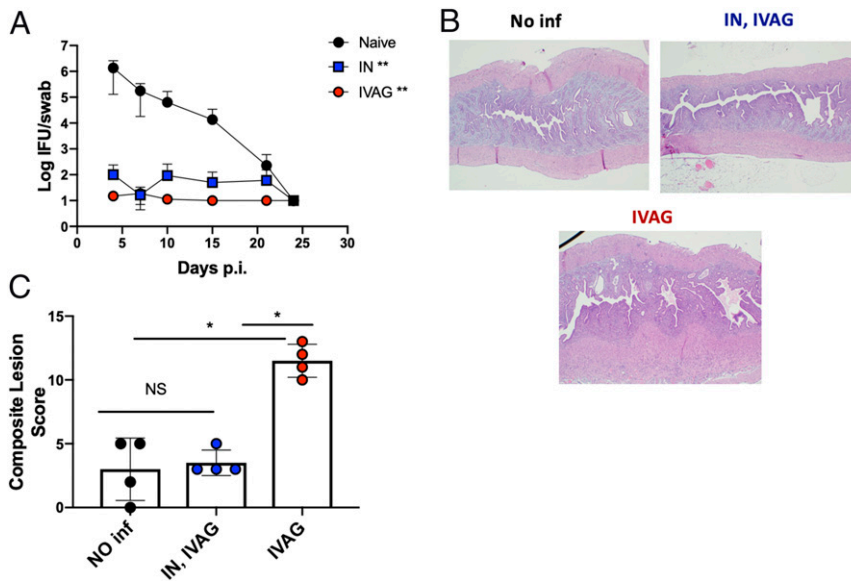 A
Log IFU/swab
7
6
5
4
3
2
1
0
0 5 10 15 20 25 30
Days p.i.
Naive
IN **
IVAG **
B
No inf
IN, IVAG
IVAG
C
Composite Lesion
Score
15
10
5
0
NS
*
*
NO inf
IN, IVAG
IVAG